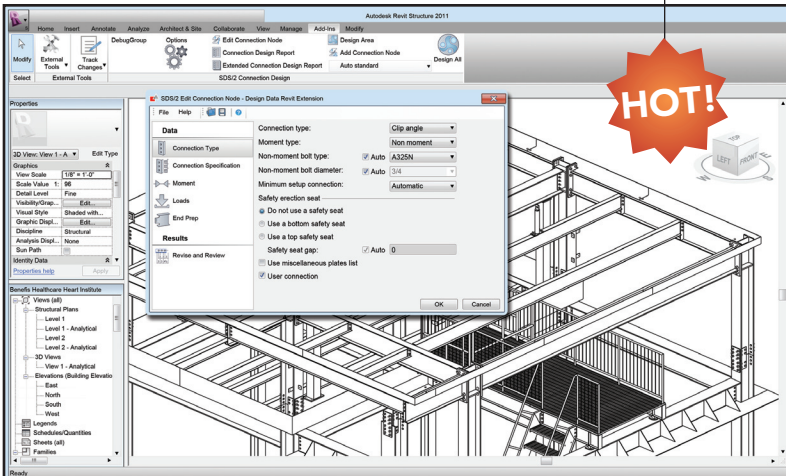 Autodesk Revit Structure 2011
Home Insert Annotate Analyze Architect & Site Collaborate View Manage Add-Ins Modify
Modify
External Tools
Track Changes
DebugGroup
Options
Edit Connection Node
Connection Design Report
Extended Connection Design Report
Design Area
Add Connection Node
Auto standard
Design All
Select
External Tools
SDS/2 Connection Design
HOT!
TOP
LEFT
FRONT
W
S
E
Properties
3D View: View 1 - A
Edit Type
Graphics
View Scale 1/8" = 1'-0"
Scale Value 1: 96
Detail Level Fine
Visibility/Grap... Edit...
Visual Style Shaded with...
Graphic Displ... Edit...
Discipline Structural
Analysis Displ... None
Sun Path
Identity Data
Properties help
Apply
SDS/2 Edit Connection Node - Design Data Revit Extension
File Help
Data
Connection Type
Connection Specification
Moment
Loads
End Prep
Results
Revise and Review
Connection type: Clip angle
Moment type: Non moment
Non-moment bolt type: Auto A325N
Non-moment bolt diameter: Auto 3/4
Minimum setup connection: Automatic
Safety erection seat
Do not use a safety seat
Use a bottom safety seat
Use a top safety seat
Safety seat gap: Auto 0
Use miscellaneous plates list
User connection
OK
Cancel
Benefis Healthcare Heart Institute
Views (all)
Structural Plans
Level 1
Level 1 - Analytical
Level 2
Level 2 - Analytical
3D Views
View 1 - Analytical
Elevations (Building Elevatio
East
North
South
West
Legends
Schedules/Quantities
Sheets (all)
Families
Ready